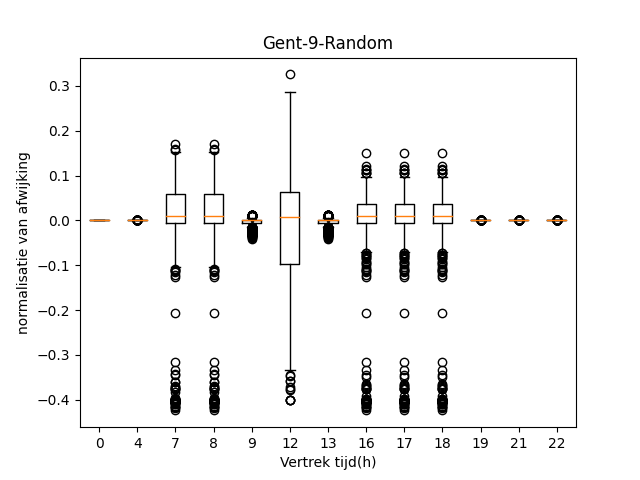 Gent-9-Random
normalisatie van afwijking
0.3
0.2
0.1
0.0
−0.1
−0.2
−0.3
−0.4
0 4 7 8 9 12 13 16 17 18 19 21 22
Vertrek tijd(h)